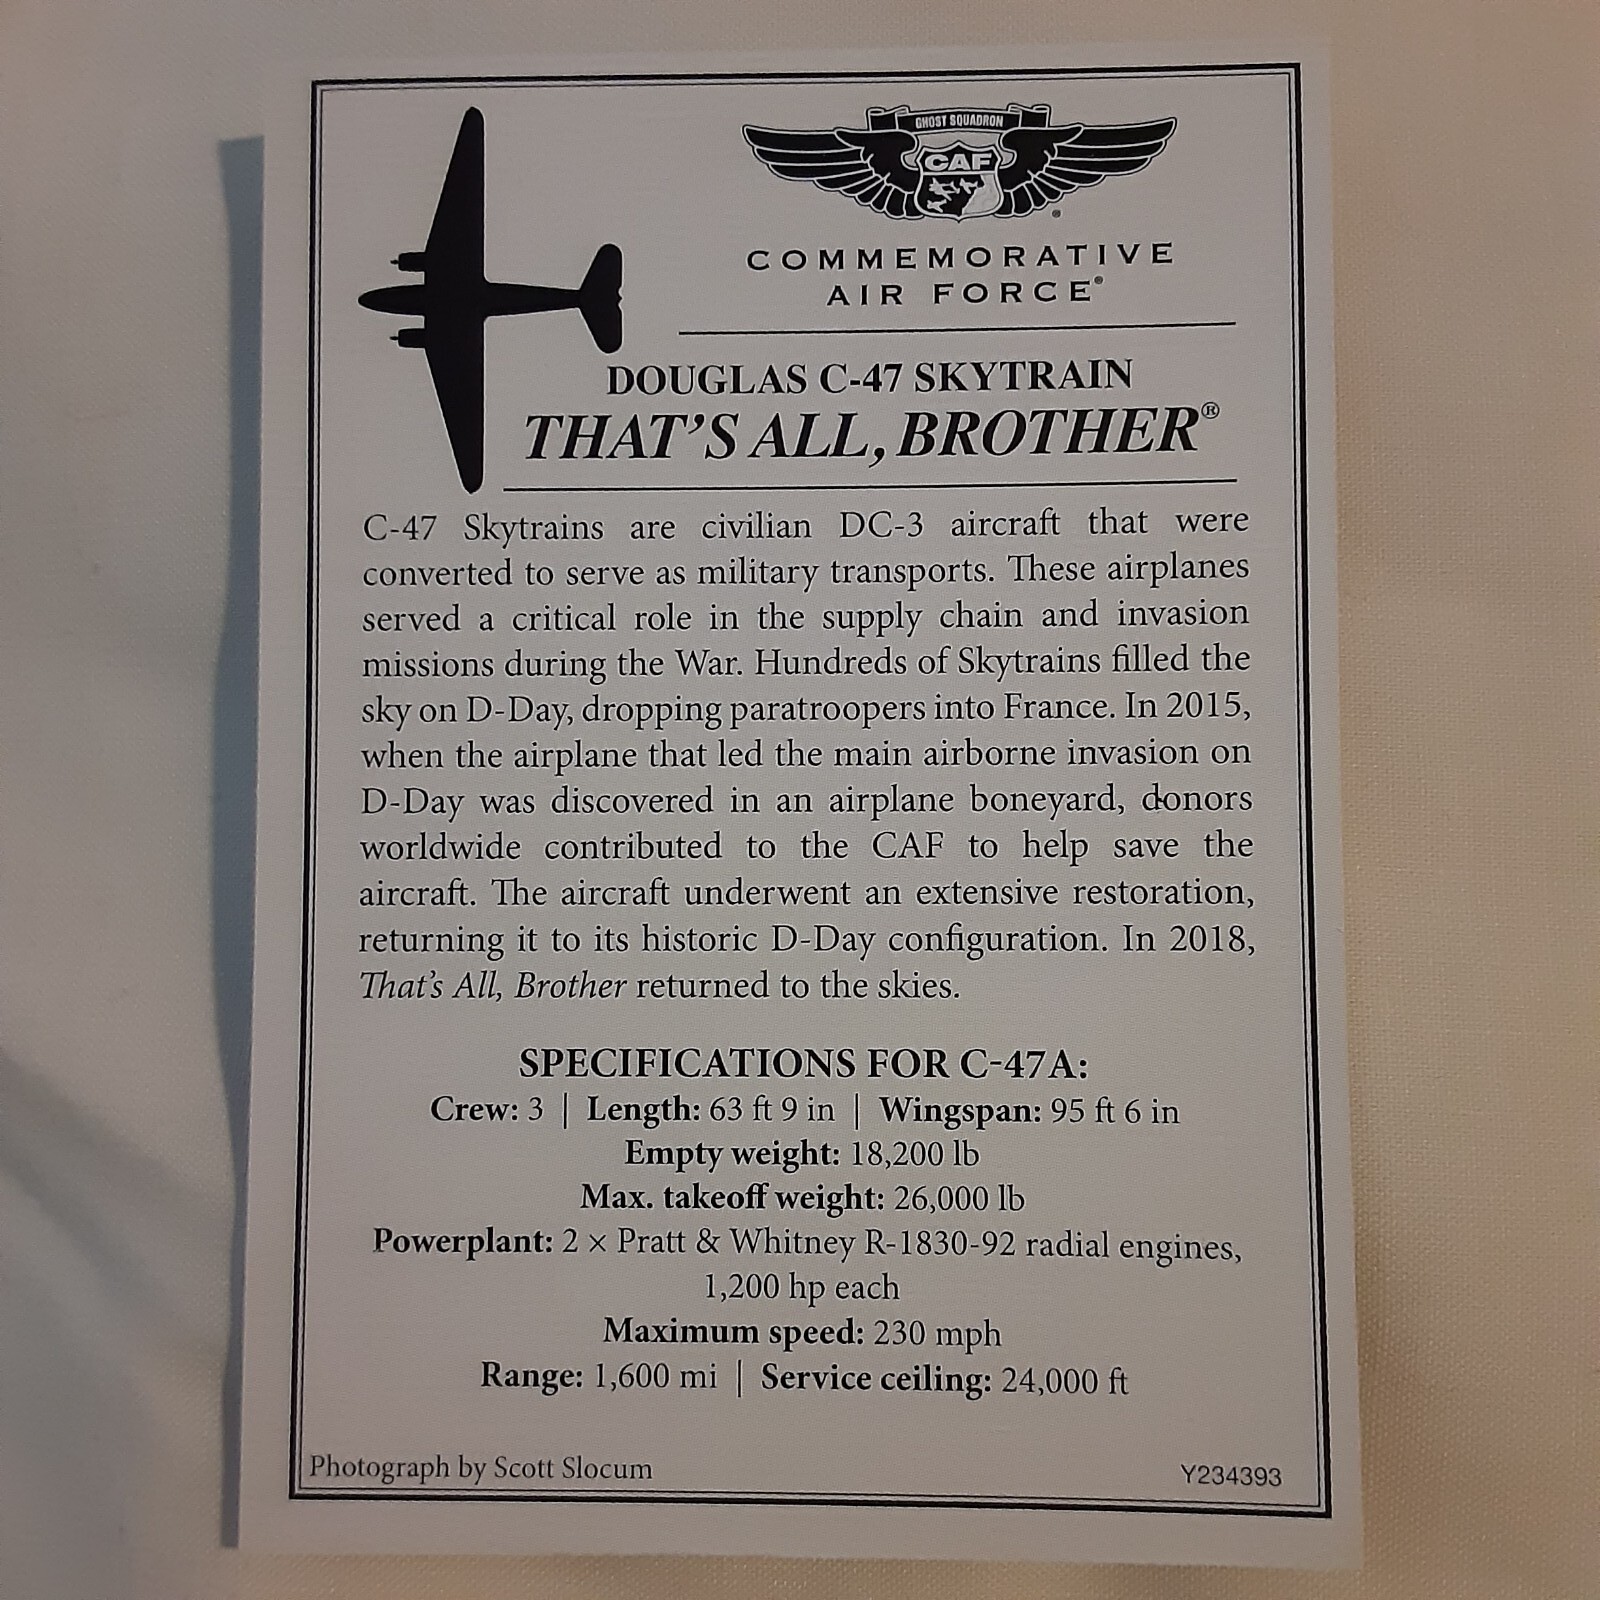 GHOST SQUADRON
CAF
COMMEMORATIVE
AIR FORCE®
DOUGLAS C-47 SKYTRAIN
THAT'S ALL, BROTHER®
C-47 Skytrains are civilian DC-3 aircraft that were
converted to serve as military transports. These airplanes
served a critical role in the supply chain and invasion
missions during the War. Hundreds of Skytrains filled the
sky on D-Day, dropping paratroopers into France. In 2015,
when the airplane that led the main airborne invasion on
D-Day was discovered in an airplane boneyard, donors
worldwide contributed to the CAF to help save the
aircraft. The aircraft underwent an extensive restoration,
returning it to its historic D-Day configuration. In 2018,
That's All, Brother returned to the skies.
SPECIFICATIONS FOR C-47A:
Crew: 3 | Length: 63 ft 9 in | Wingspan: 95 ft 6 in
Empty weight: 18,200 lb
Max. takeoff weight: 26,000 lb
Powerplant: 2 × Pratt & Whitney R-1830-92 radial engines,
1,200 hp each
Maximum speed: 230 mph
Range: 1,600 mi | Service ceiling: 24,000 ft
Photograph by Scott Slocum
Y234393